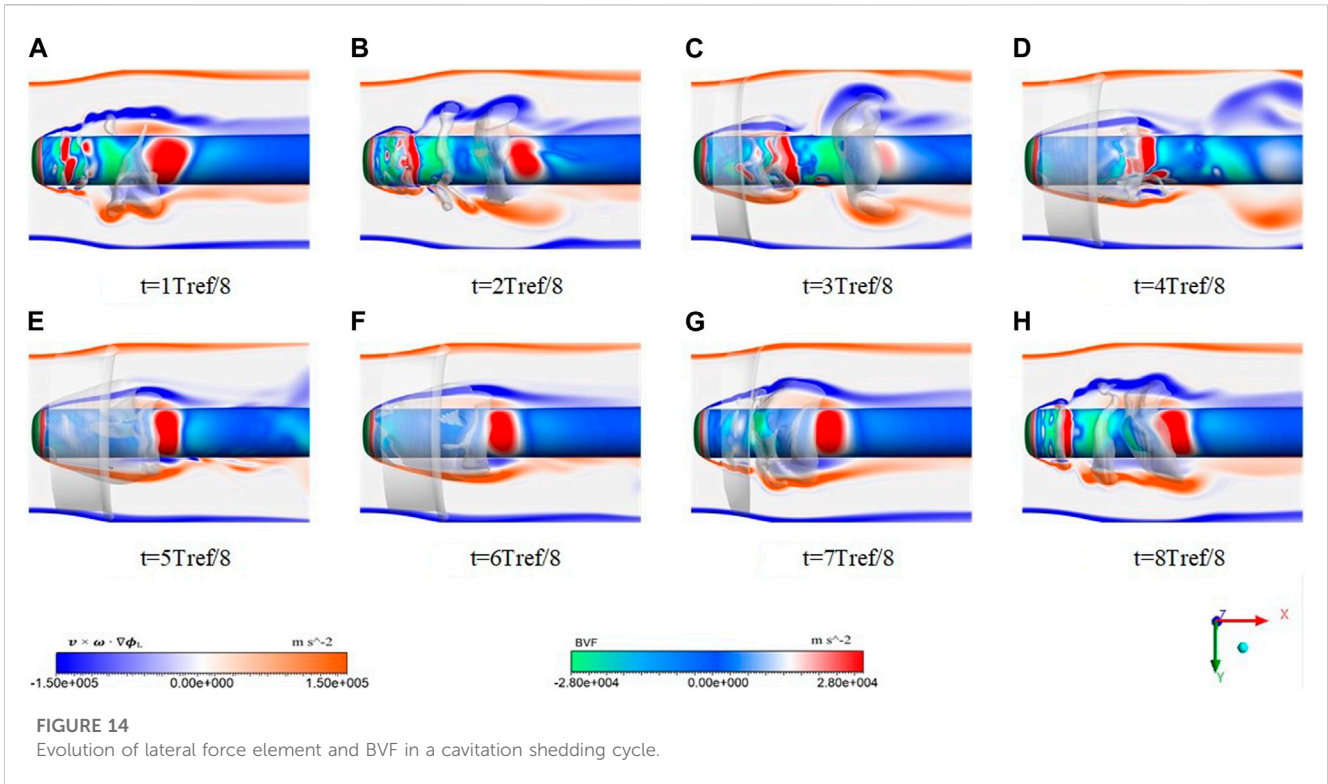 A
B
C
D
t=1Tref/8
t=2Tref/8
t=3Tref/8
t=4Tref/8
E
F
G
H
t=5Tref/8
t=6Tref/8
t=7Tref/8
t=8Tref/8
v × ω · ∇ϕL m s^-2
-1.50e+005 0.00e+000 1.50e+005
BVF m s^-2
-2.80e+004 0.00e+000 2.80e+004
Z X
Y
FIGURE 14
Evolution of lateral force element and BVF in a cavitation shedding cycle.